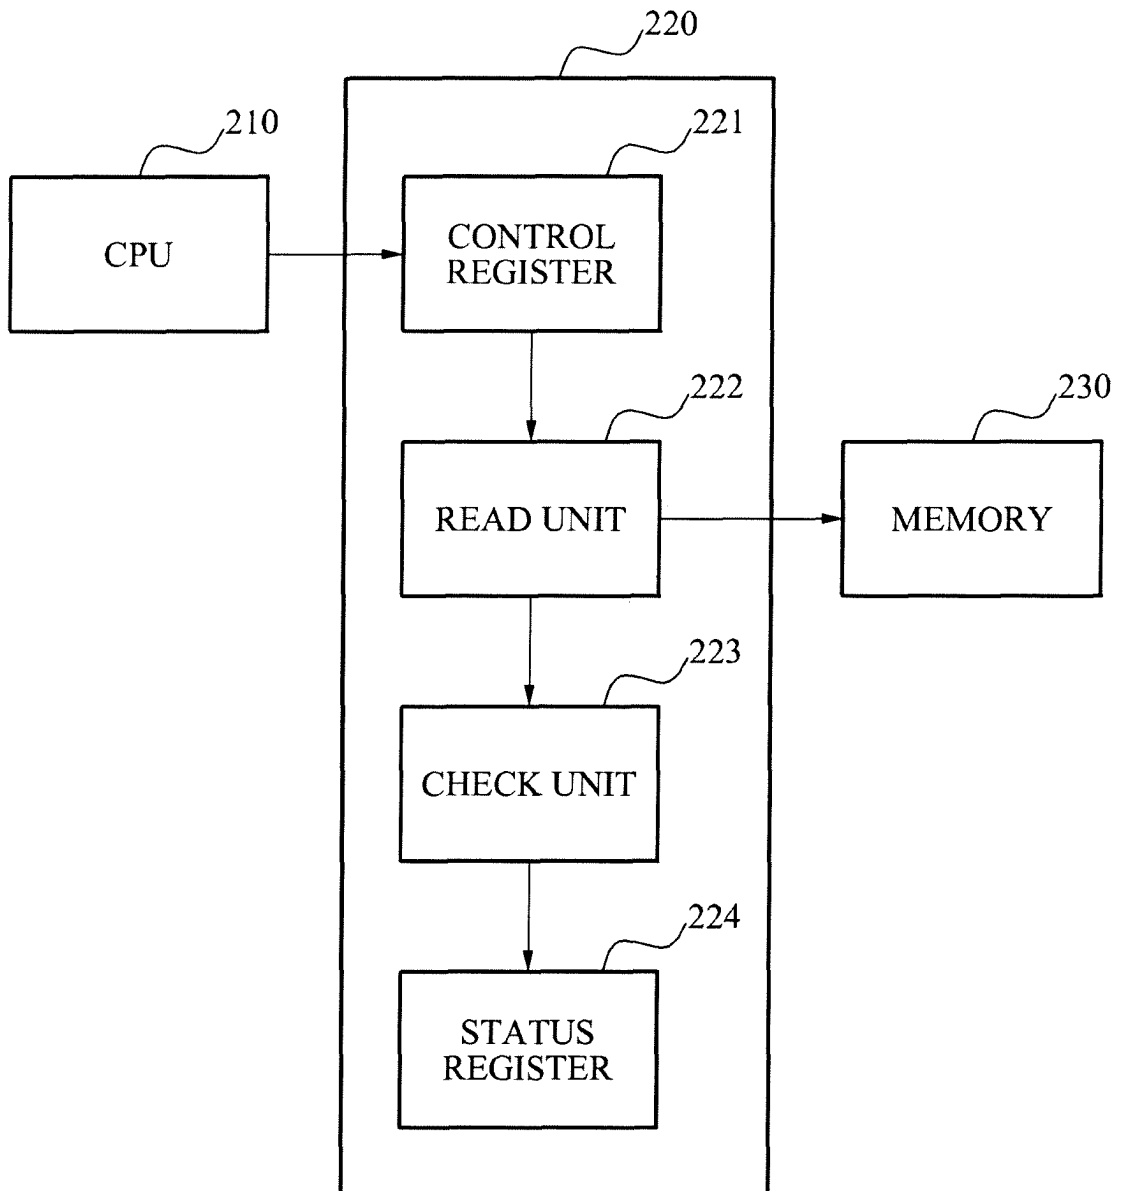 220
210
221
CPU
CONTROL
REGISTER
222
230
READ UNIT
MEMORY
223
CHECK UNIT
224
STATUS
REGISTER